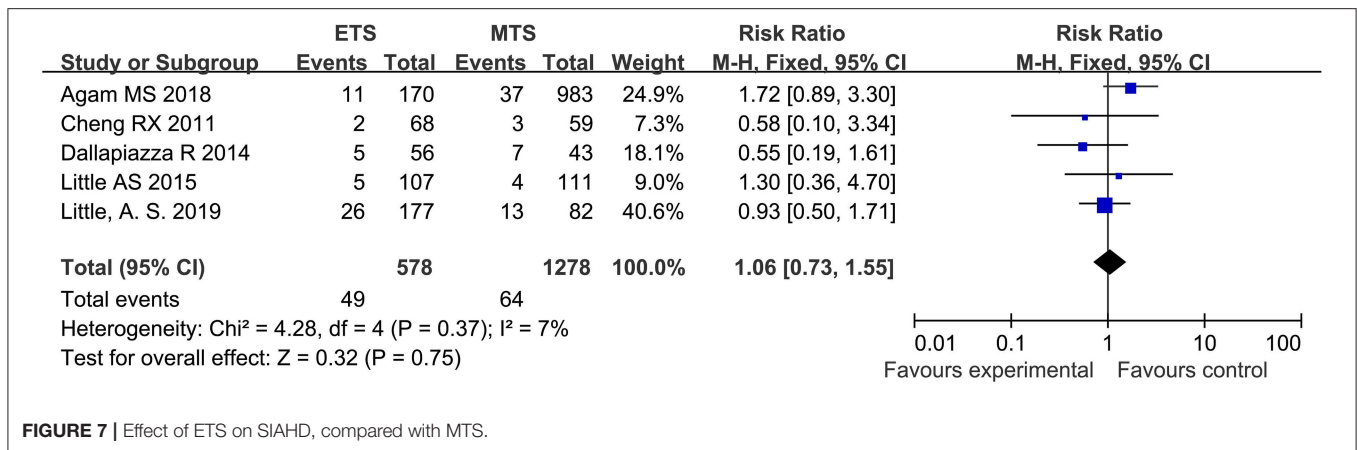 ETS MTS Risk Ratio Risk Ratio
Study or Subgroup Events Total Events Total Weight M-H, Fixed, 95% CI M-H, Fixed, 95% CI
Agam MS 2018 11 170 37 983 24.9% 1.72 [0.89, 3.30]
Cheng RX 2011 2 68 3 59 7.3% 0.58 [0.10, 3.34]
Dallapiazza R 2014 5 56 7 43 18.1% 0.55 [0.19, 1.61]
Little AS 2015 5 107 4 111 9.0% 1.30 [0.36, 4.70]
Little, A. S. 2019 26 177 13 82 40.6% 0.93 [0.50, 1.71]
Total (95% CI) 578 1278 100.0% 1.06 [0.73, 1.55]
Total events 49 64
Heterogeneity: Chi² = 4.28, df = 4 (P = 0.37); I² = 7%
Test for overall effect: Z = 0.32 (P = 0.75)
0.01 0.1 1 10 100
Favours experimental Favours control
FIGURE 7 | Effect of ETS on SIAHD, compared with MTS.